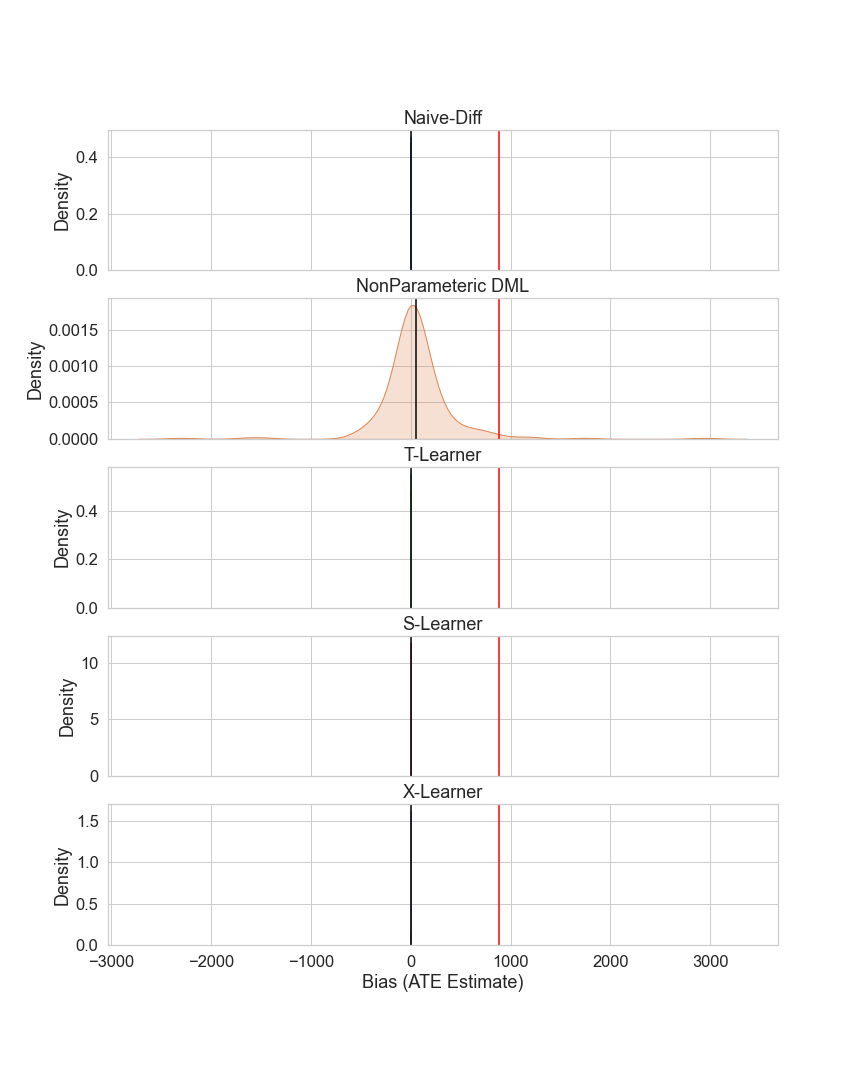 Naive-Diff
Density
0.4
0.2
0.0
NonParameteric DML
Density
0.0015
0.0010
0.0005
0.0000
T-Learner
Density
0.4
0.2
0.0
S-Learner
Density
10
5
0
X-Learner
Density
1.5
1.0
0.5
0.0
−3000 −2000 −1000 0 1000 2000 3000
Bias (ATE Estimate)